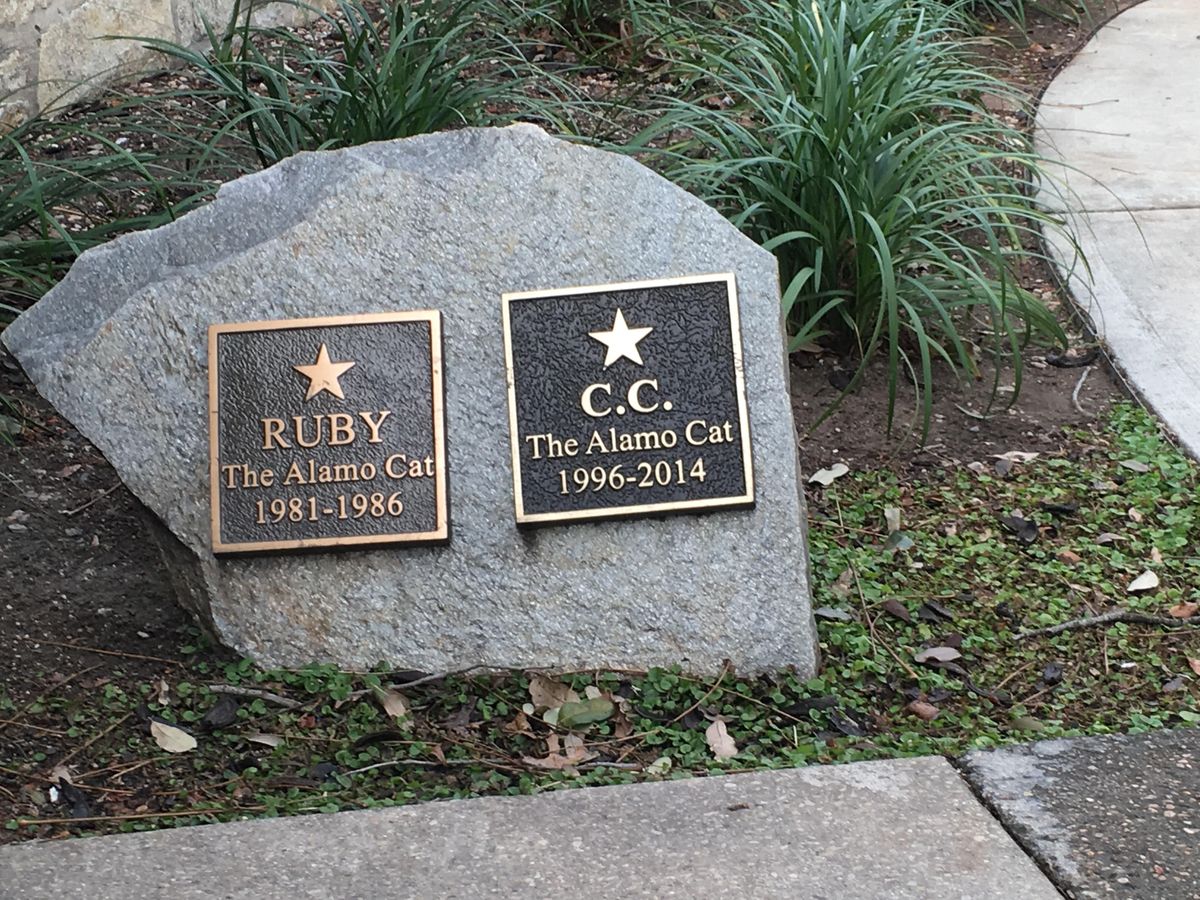 RUBY
The Alamo Cat
1981-1986
C.C.
The Alamo Cat
1996-2014